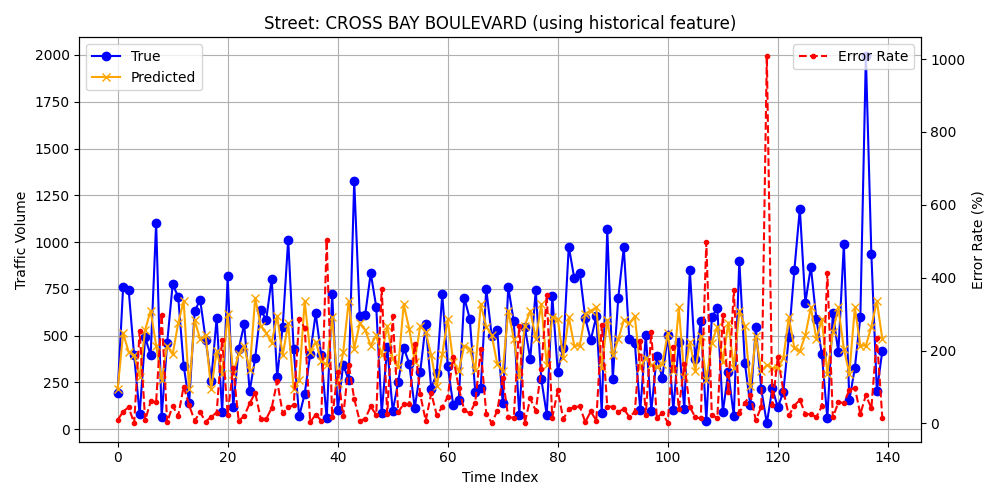 Street: CROSS BAY BOULEVARD (using historical feature)
True
Predicted
Error Rate
2000
1750
1500
1250
1000
750
500
250
0
Traffic Volume
1000
800
600
400
200
0
Error Rate (%)
0 20 40 60 80 100 120 140
Time Index